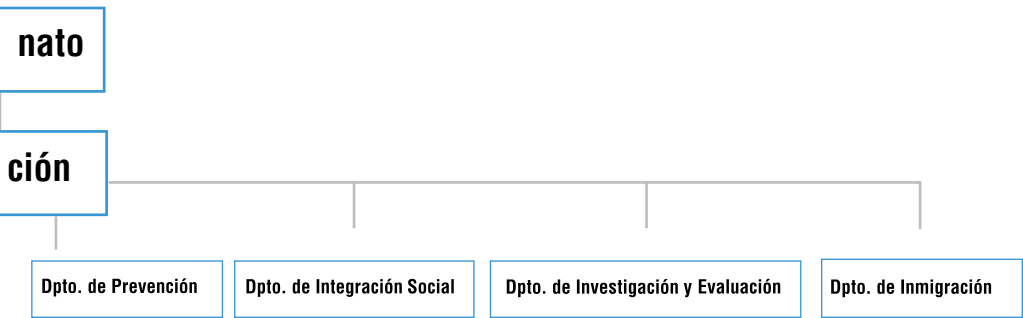 nato
ción
Dpto. de Prevención
Dpto. de Integración Social
Dpto. de Investigación y Evaluación
Dpto. de Inmigración